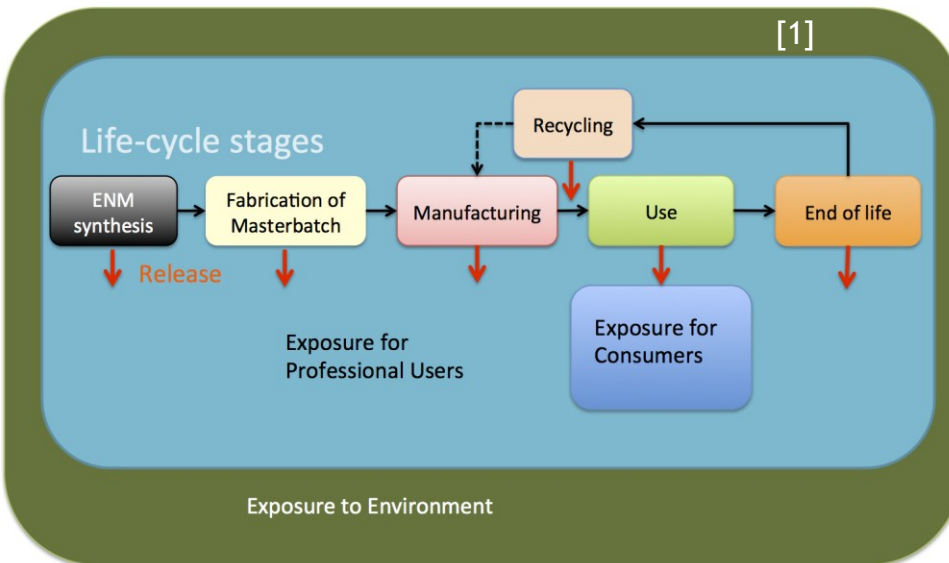 [1]
Life-cycle stages
Recycling
ENM
synthesis
Fabrication of
Masterbatch
Manufacturing
Use
End of life
Release
Exposure for
Professional Users
Exposure for
Consumers
Exposure to Environment